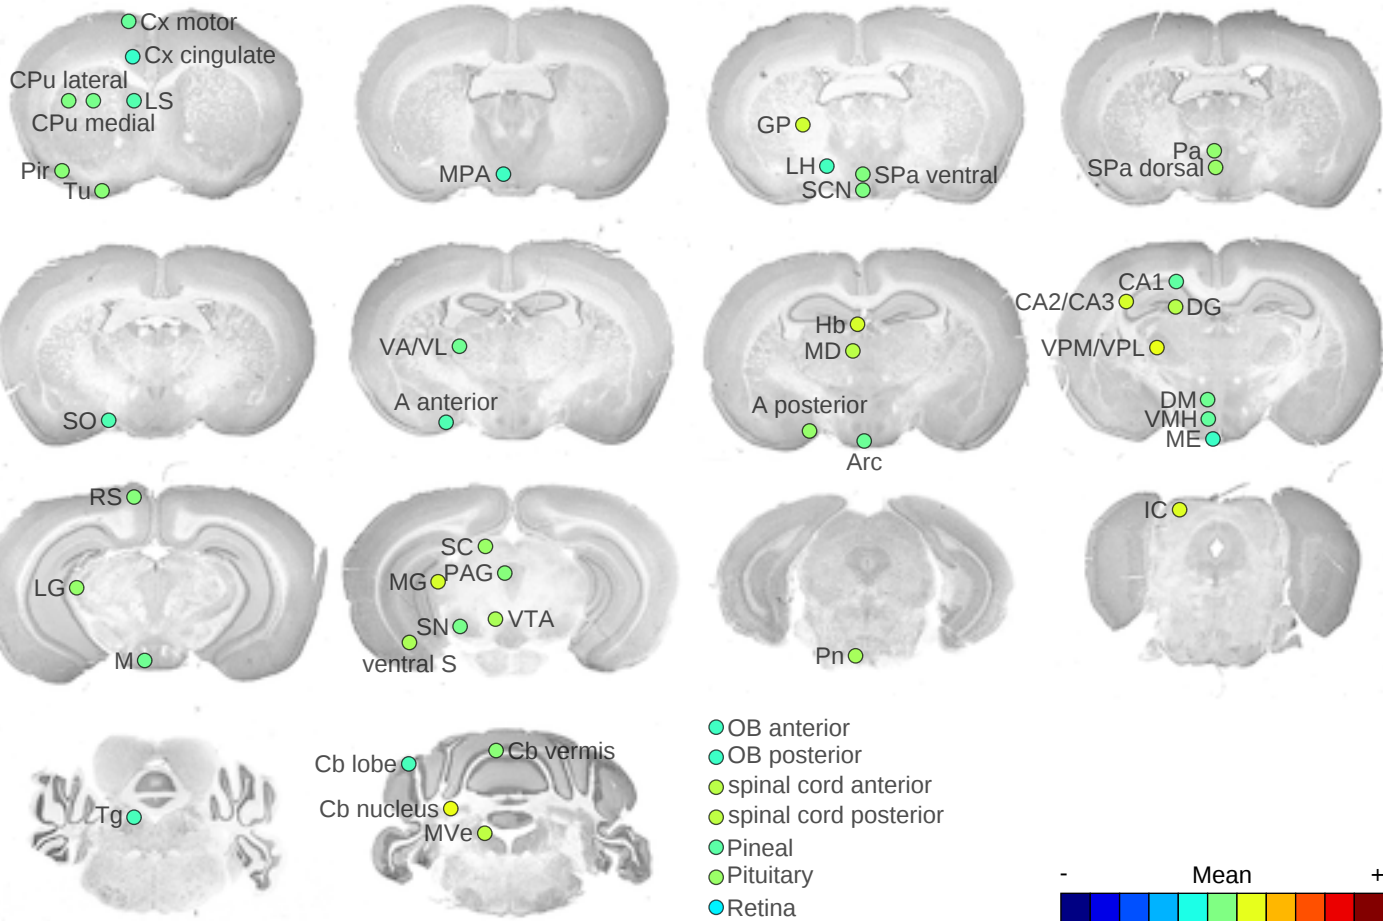 Cx motor
Cx cingulate
CPu lateral
LS
CPu medial
Pir
Tu
MPA
GP
LH
SPa ventral
SCN
Pa
SPa dorsal
SO
VA/VL
A anterior
Hb
MD
A posterior
Arc
CA1
CA2/CA3
DG
VPM/VPL
DM
VMH
ME
RS
LG
M
SC
MG
PAG
SN
VTA
ventral S
Pn
IC
Tg
Cb lobe
Cb vermis
Cb nucleus
MVe
OB anterior
OB posterior
spinal cord anterior
spinal cord posterior
Pineal
Pituitary
Retina
- Mean +